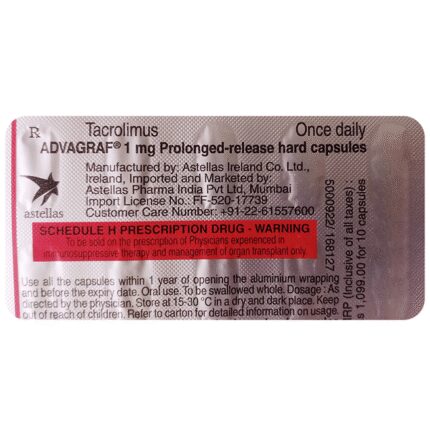 ℞ Tacrolimus Once daily
ADVAGRAF® 1 mg Prolonged-release hard capsules
Manufactured by: Astellas Ireland Co. Ltd.,
Ireland, Imported and Marketed by:
Astellas Pharma India Pvt Ltd, Mumbai
Import License No.: FF-520-17739
Customer Care Number: +91-22-61557600
astellas
SCHEDULE H PRESCRIPTION DRUG - WARNING
To be sold on the prescription of Physicians experienced in
immunosuppressive therapy and management of organ transplant only.
Use all the capsules within 1 year of opening the aluminium wrapping
and before the expiry date. Oral use. To be swallowed whole. Dosage : As
directed by the physician. Store at 15-30 °C in a dry and dark place. Keep
out of reach of children. Refer to carton for detailed information on usage.
5000922/ 168127
MRP (Inclusive of all taxes)
1,099.00 for 10 capsules